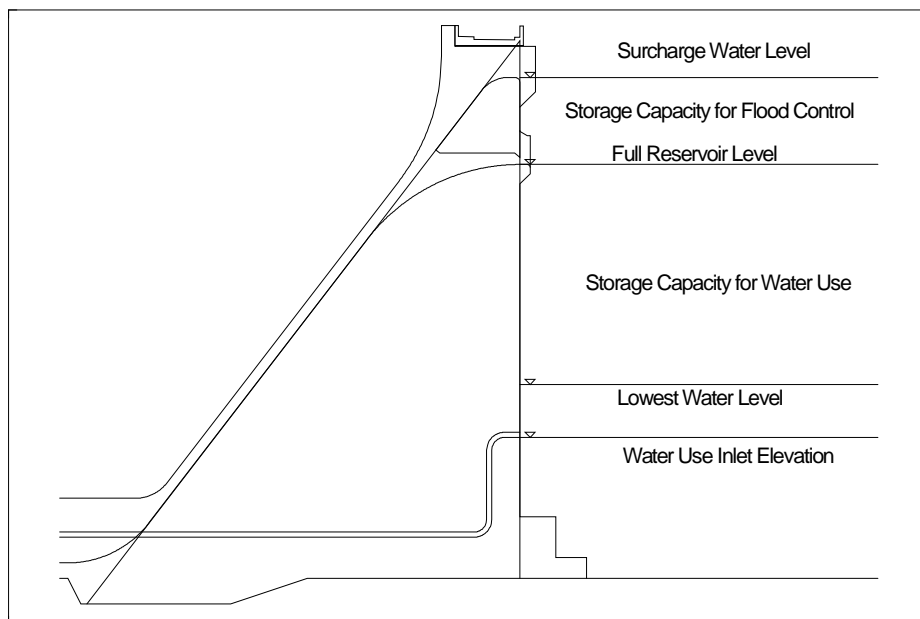 Surcharge Water Level
Storage Capacity for Flood Control
Full Reservoir Level
Storage Capacity for Water Use
Lowest Water Level
Water Use Inlet Elevation